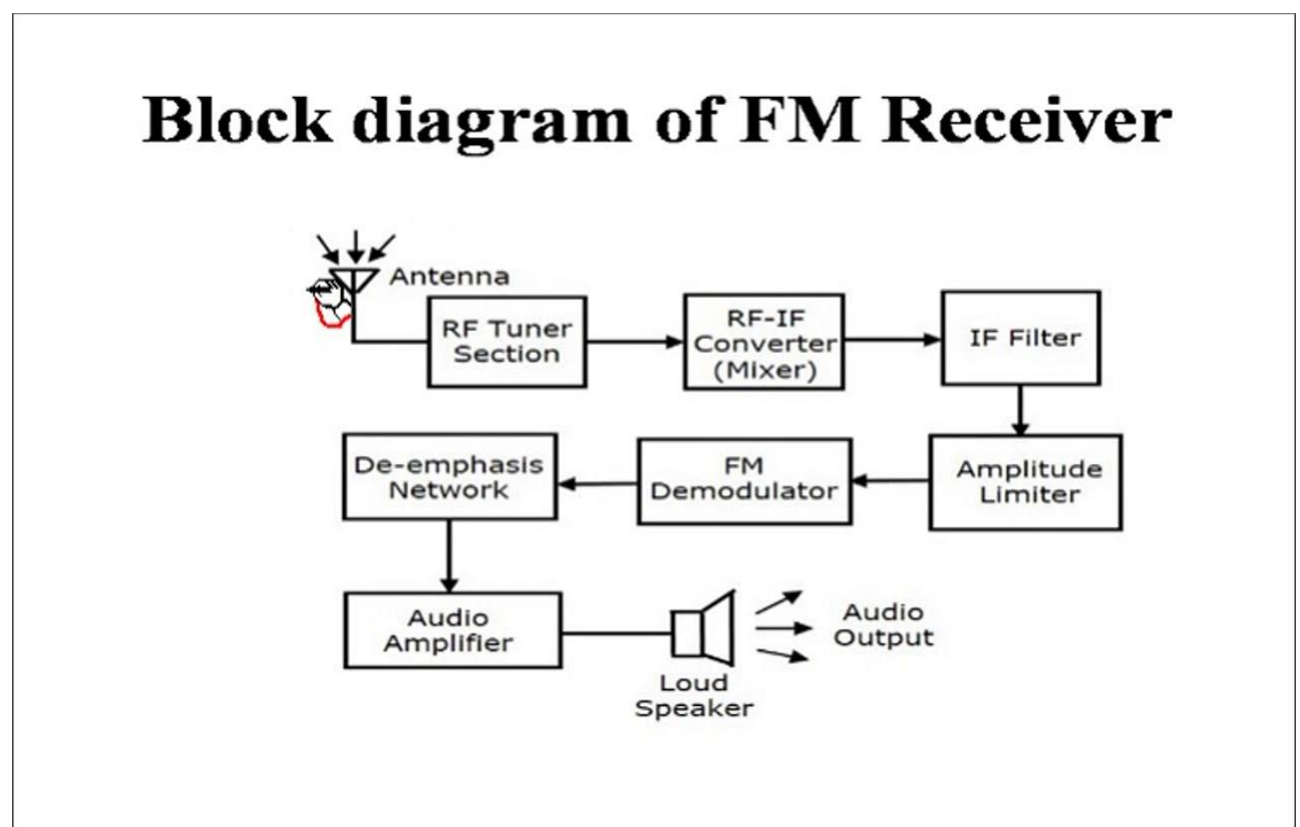 Block diagram of FM Receiver
Antenna
RF Tuner
Section
RF-IF
Converter
(Mixer)
IF Filter
Amplitude
Limiter
FM
Demodulator
De-emphasis
Network
Audio
Amplifier
Loud
Speaker
Audio
Output